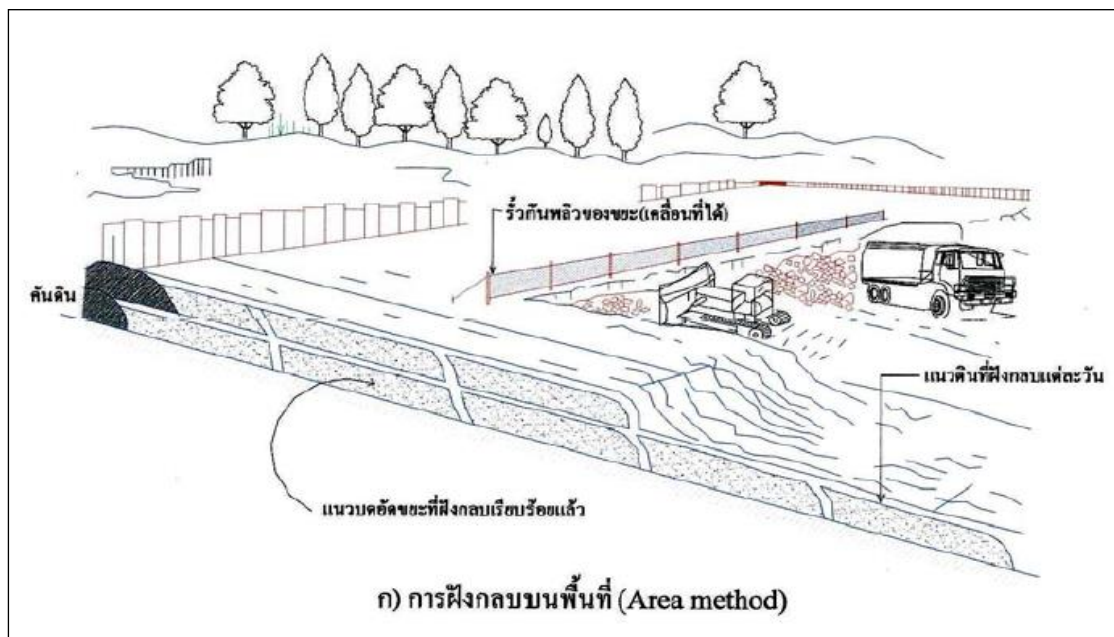 รั้วกันพลิวของขยะ(เคลื่อนที่ได้)
คันดิน
แนวดินที่ฝังกลบแต่ละวัน
แนวบดอัดขยะที่ฝังกลบเรียบร้อยแล้ว
ก) การฝังกลบบนพื้นที่ (Area method)